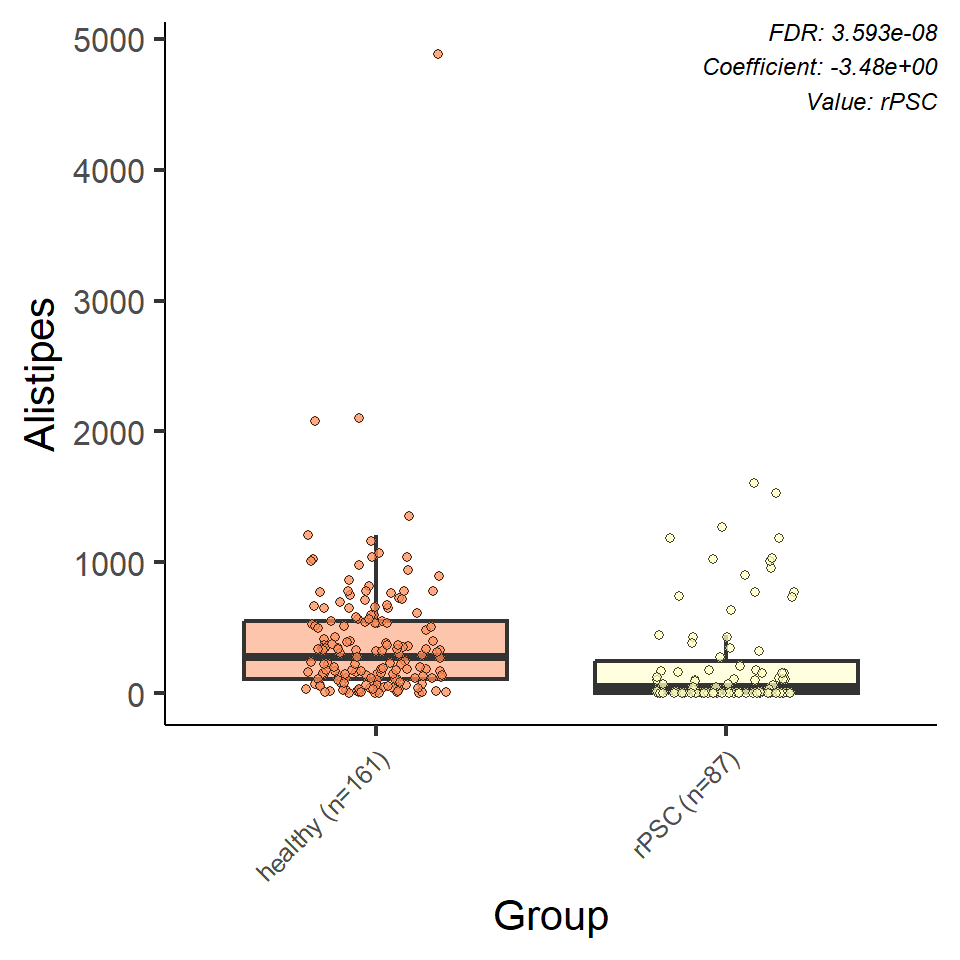 FDR: 3.593e-08
Coefficient: -3.48e+00
Value: rPSC
5000
4000
3000
2000
1000
0
Alistipes
healthy (n=161)
rPSC (n=87)
Group